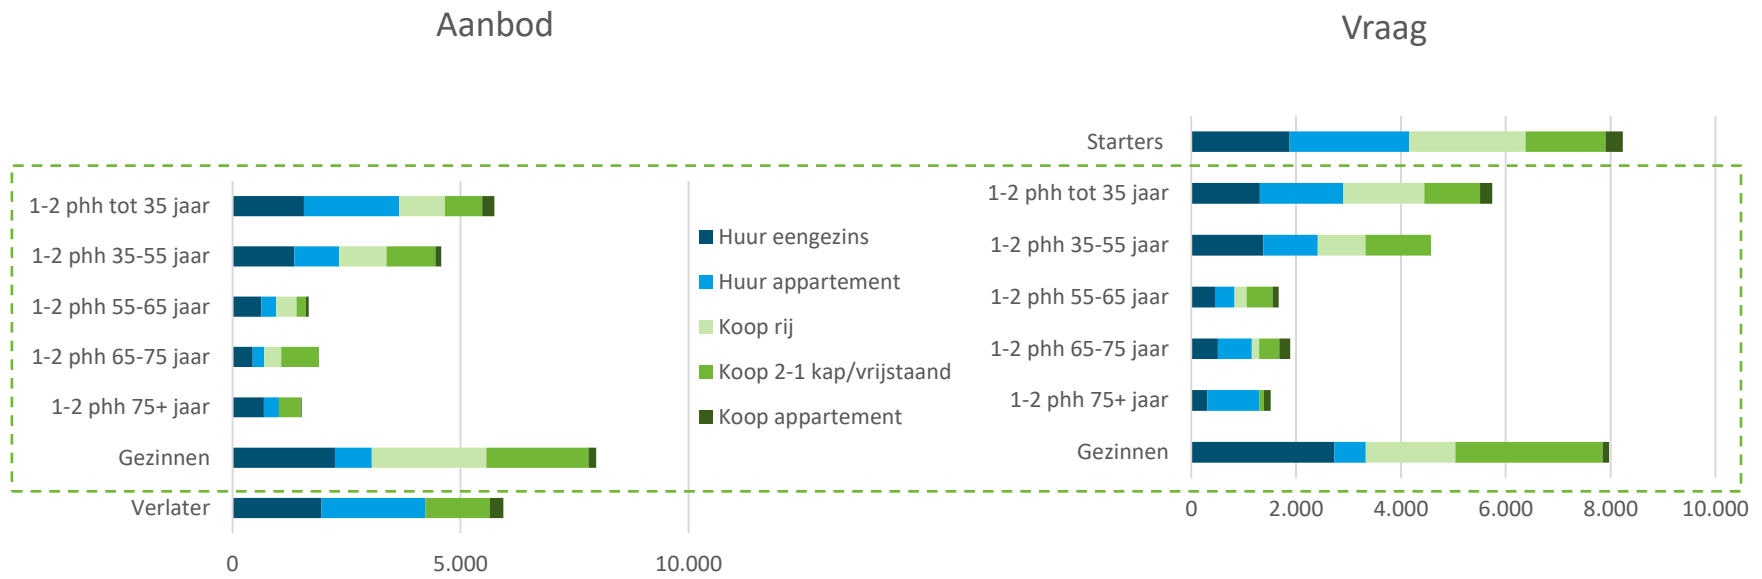 Aanbod
1-2 phh tot 35 jaar
1-2 phh 35-55 jaar
1-2 phh 55-65 jaar
1-2 phh 65-75 jaar
1-2 phh 75+ jaar
Gezinnen
Verlater
0
5.000
10.000
Huur eengezins
Huur appartement
Koop rij
Koop 2-1 kap/vrijstaand
Koop appartement
Vraag
Starters
1-2 phh tot 35 jaar
1-2 phh 35-55 jaar
1-2 phh 55-65 jaar
1-2 phh 65-75 jaar
1-2 phh 75+ jaar
Gezinnen
0
2.000
4.000
6.000
8.000
10.000